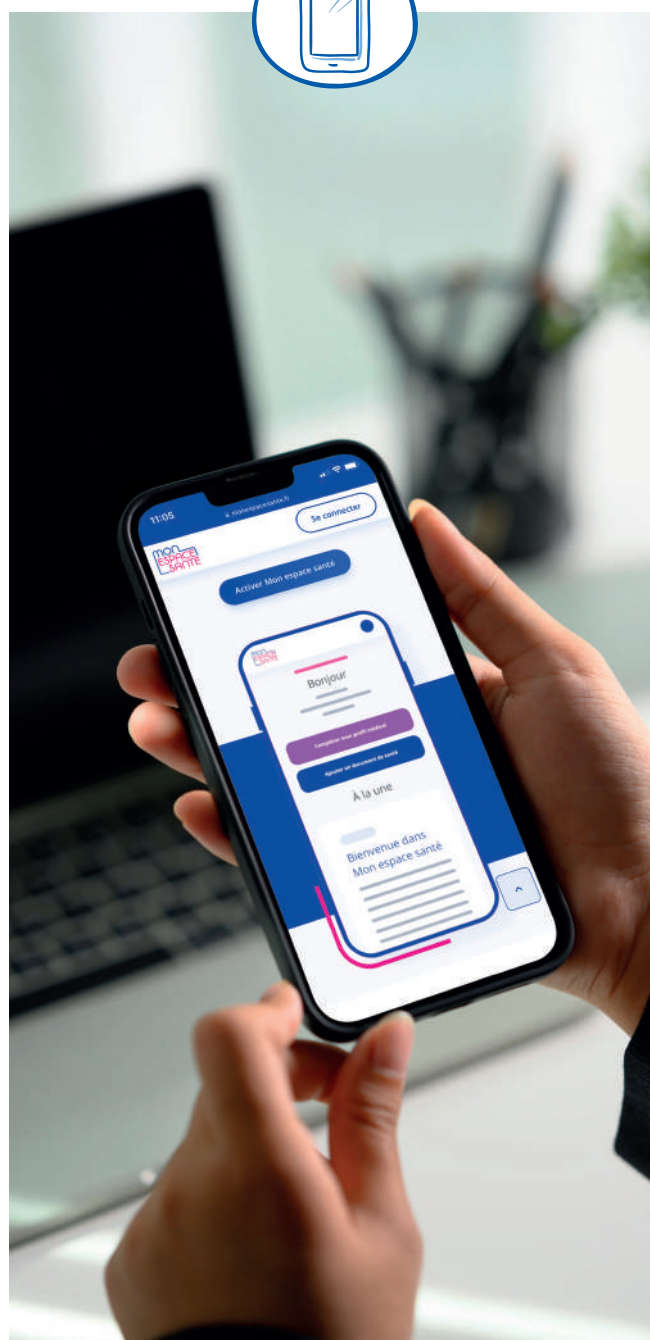 11:05
monespacesante.fr
MON
ESPACE
SANTÉ
Se connecter
Activer Mon espace santé
MON
ESPACE
SANTÉ
Bonjour
Compléter mon profil médical
Ajouter un document de santé
À la une
Bienvenue dans
Mon espace santé